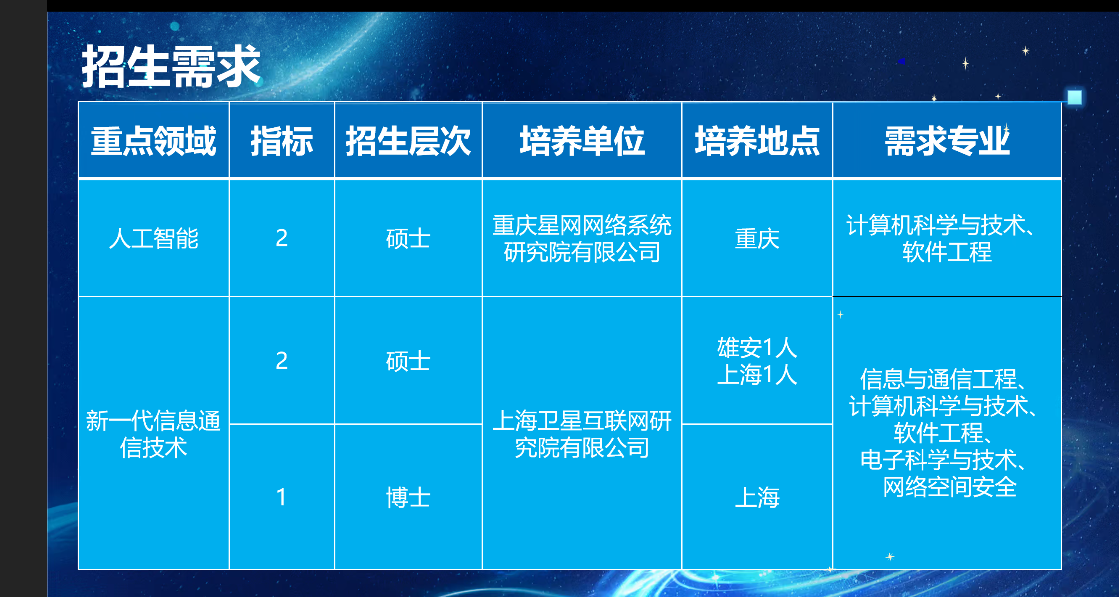 招生需求
重点领域
指标
招生层次
培养单位
培养地点
需求专业
人工智能
2
硕士
重庆星网网络系统
研究院有限公司
重庆
计算机科学与技术、
软件工程
新一代信息通
信技术
2
硕士
上海卫星互联网研
究院有限公司
雄安1人
上海1人
信息与通信工程、
计算机科学与技术、
软件工程、
电子科学与技术、
网络空间安全
1
博士
上海